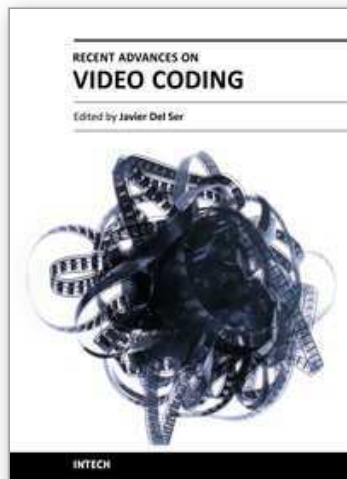 RECENT ADVANCES ON
VIDEO CODING
Edited by Javier Del Ser
INTECH